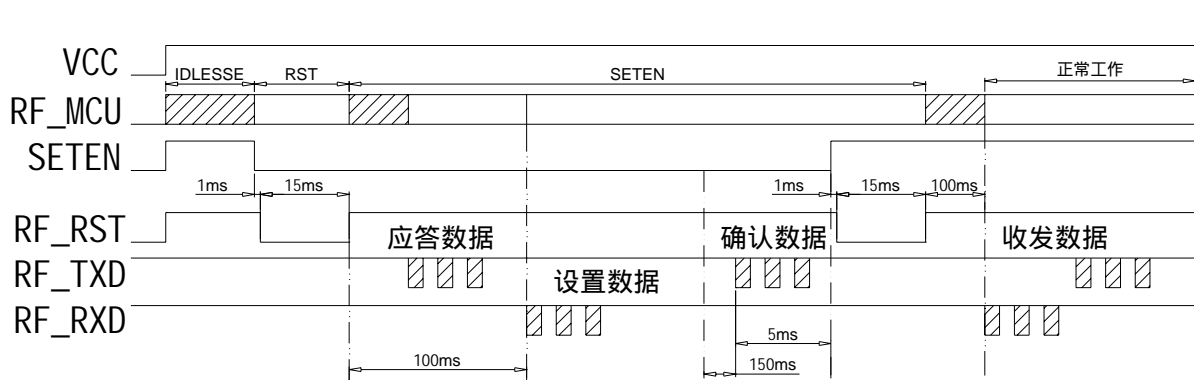 VCC
IDLESSE
RST
SETEN
正常工作
RF_MCU
SETEN
1ms
15ms
1ms
15ms
100ms
RF_RST
应答数据
确认数据
收发数据
RF_TXD
设置数据
RF_RXD
5ms
100ms
150ms